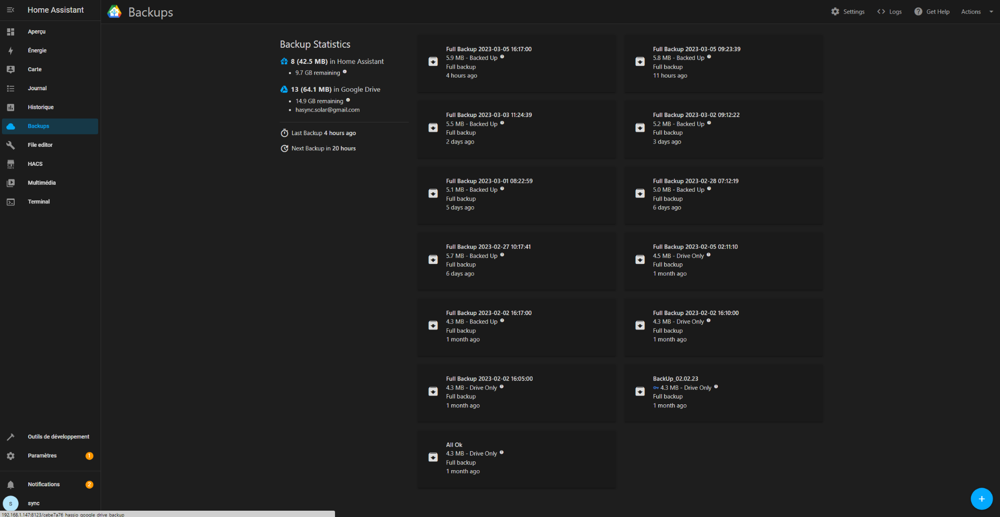 Home Assistant
Aperçu
Énergie
Carte
Journal
Historique
Backups
File editor
HACS
HACS
Multimédia
Terminal
Outils de développement
Paramètres 1
Notifications 2
S sync
192.168.1.147:8123/cebe7a76_hassio_google_drive_backup
Backups
Settings
Logs
Get Help
Actions
Backup Statistics
8 (42.5 MB) in Home Assistant
9.7 GB remaining
13 (64.1 MB) in Google Drive
14.9 GB remaining
hasync.solar@gmail.com
Last Backup 4 hours ago
Next Backup in 20 hours
Full Backup 2023-03-05 16:17:00
5.9 MB - Backed Up
Full backup
4 hours ago
Full Backup 2023-03-05 09:23:39
5.8 MB - Backed Up
Full backup
11 hours ago
Full Backup 2023-03-03 11:24:39
5.5 MB - Backed Up
Full backup
2 days ago
Full Backup 2023-03-02 09:12:22
5.2 MB - Backed Up
Full backup
3 days ago
Full Backup 2023-03-01 08:22:59
5.1 MB - Backed Up
Full backup
5 days ago
Full Backup 2023-02-28 07:12:19
5.0 MB - Backed Up
Full backup
6 days ago
Full Backup 2023-02-27 10:17:41
5.7 MB - Backed Up
Full backup
6 days ago
Full Backup 2023-02-05 02:11:10
4.5 MB - Drive Only
Full backup
1 month ago
Full Backup 2023-02-02 16:17:00
4.3 MB - Backed Up
Full backup
1 month ago
Full Backup 2023-02-02 16:10:00
4.3 MB - Drive Only
Full backup
1 month ago
Full Backup 2023-02-02 16:05:00
4.3 MB - Drive Only
Full backup
1 month ago
BackUp_02.02.23
4.3 MB - Drive Only
Full backup
1 month ago
All Ok
4.3 MB - Drive Only
Full backup
1 month ago